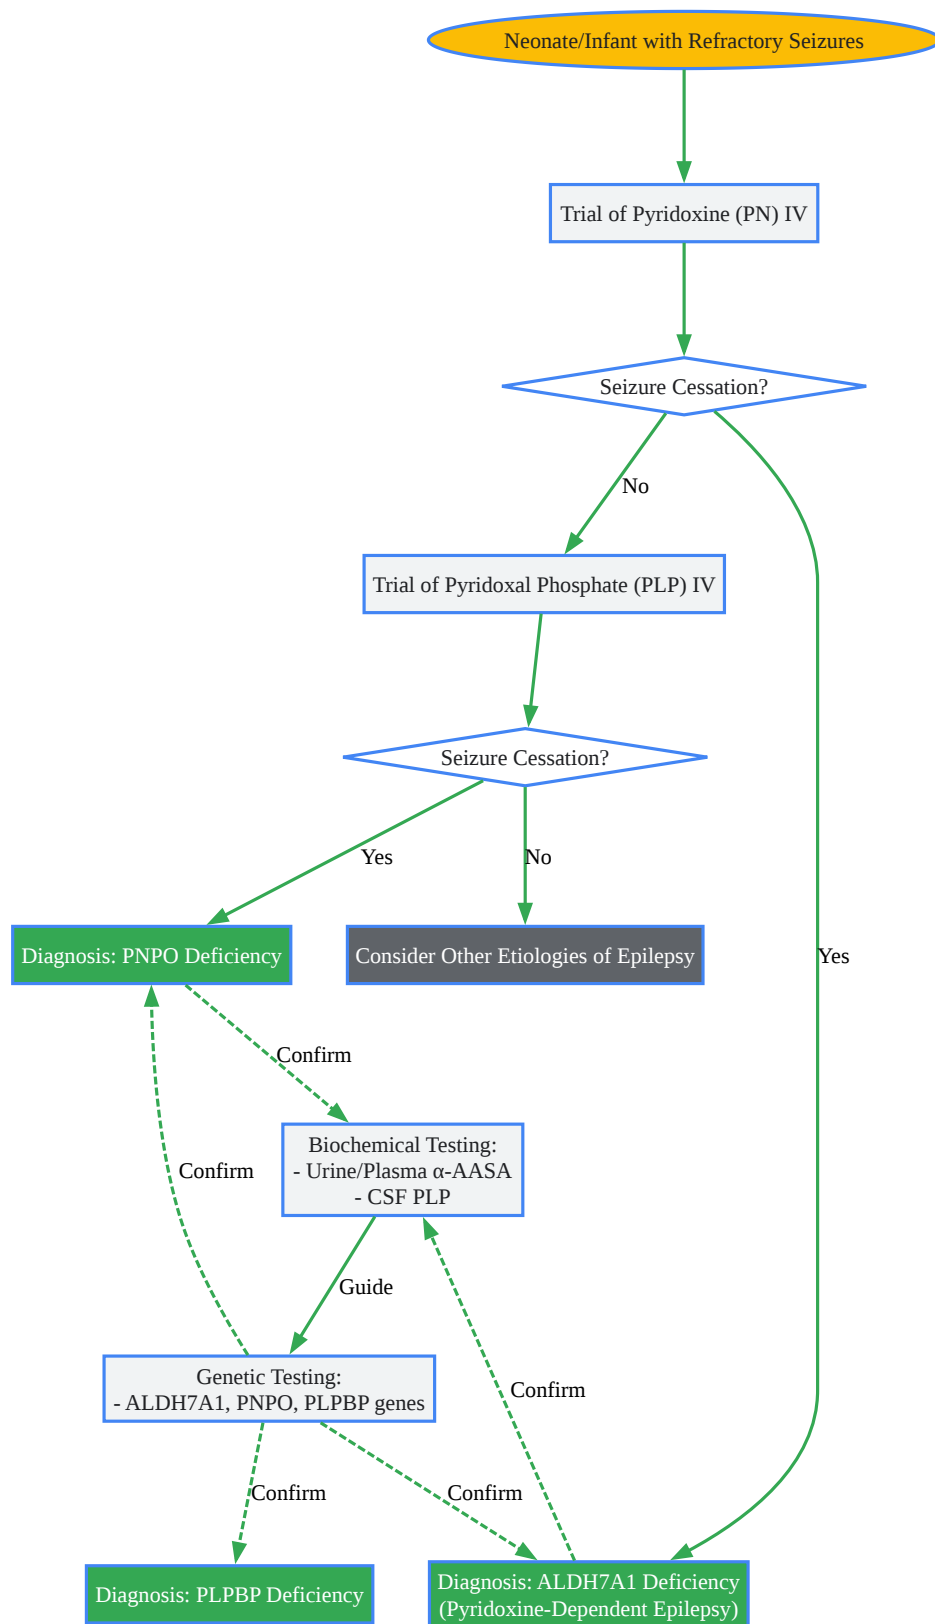 Neonate/Infant with Refractory Seizures
Trial of Pyridoxine (PN) IV
Seizure Cessation?
No
Trial of Pyridoxal Phosphate (PLP) IV
Seizure Cessation?
Yes
No
Diagnosis: PNPO Deficiency
Consider Other Etiologies of Epilepsy
Yes
Confirm
Biochemical Testing:
- Urine/Plasma α-AASA
- CSF PLP
Confirm
Guide
Genetic Testing:
- ALDH7A1, PNPO, PLPBP genes
Confirm
Confirm
Confirm
Diagnosis: PLPBP Deficiency
Diagnosis: ALDH7A1 Deficiency
(Pyridoxine-Dependent Epilepsy)